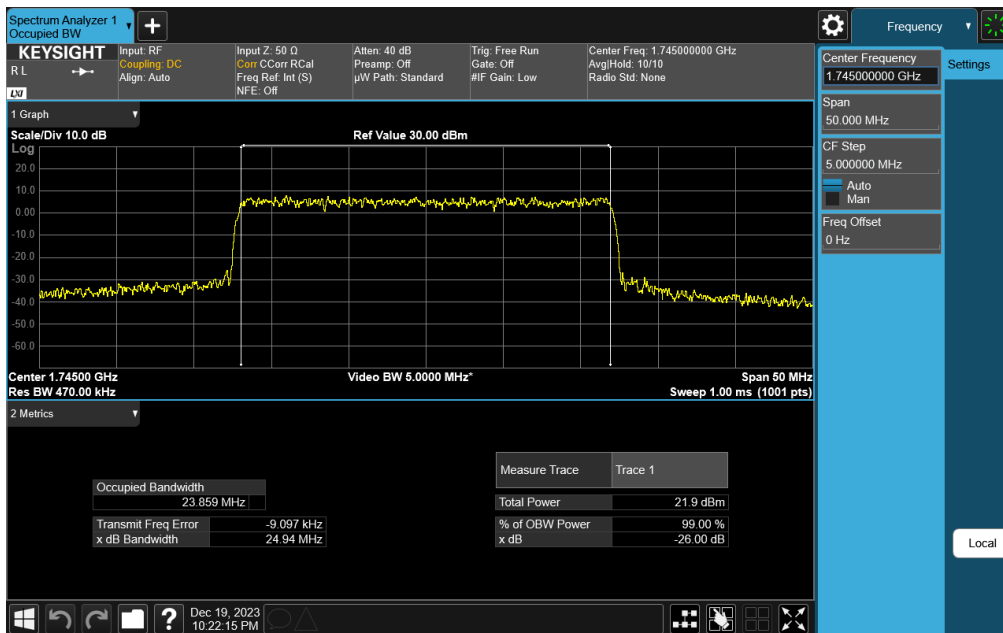 Spectrum Analyzer 1
Occupied BW
Frequency
KEYSIGHT
R L
LXI
Input: RF
Coupling: DC
Align: Auto
Input Z: 50 Ω
Corr CCorr RCal
Freq Ref: Int (S)
NFE: Off
Atten: 40 dB
Preamp: Off
µW Path: Standard
Trig: Free Run
Gate: Off
#IF Gain: Low
Center Freq: 1.745000000 GHz
Avg|Hold: 10/10
Radio Std: None
Center Frequency
1.745000000 GHz
Settings
Span
50.000 MHz
CF Step
5.000000 MHz
Auto
Man
Freq Offset
0 Hz
Local
1 Graph
Scale/Div 10.0 dB
Ref Value 30.00 dBm
Log
20.0
10.0
0.00
-10.0
-20.0
-30.0
-40.0
-50.0
-60.0
Center 1.74500 GHz
Video BW 5.0000 MHz*
Span 50 MHz
Res BW 470.00 kHz
Sweep 1.00 ms (1001 pts)
2 Metrics
Measure Trace Trace 1
Occupied Bandwidth
23.859 MHz
Total Power 21.9 dBm
Transmit Freq Error -9.097 kHz
% of OBW Power 99.00 %
x dB Bandwidth 24.94 MHz
x dB -26.00 dB
Dec 19, 2023
10:22:15 PM